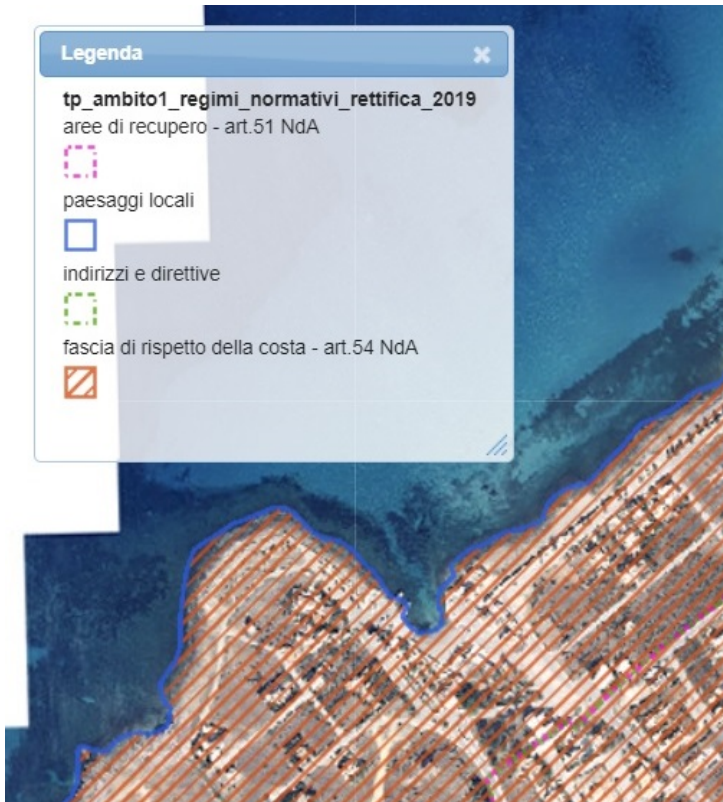 Legenda
tp_ambito1_regimi_normativi_rettifica_2019
aree di recupero - art.51 NdA
paesaggi locali
indirizzi e direttive
fascia di rispetto della costa - art.54 NdA